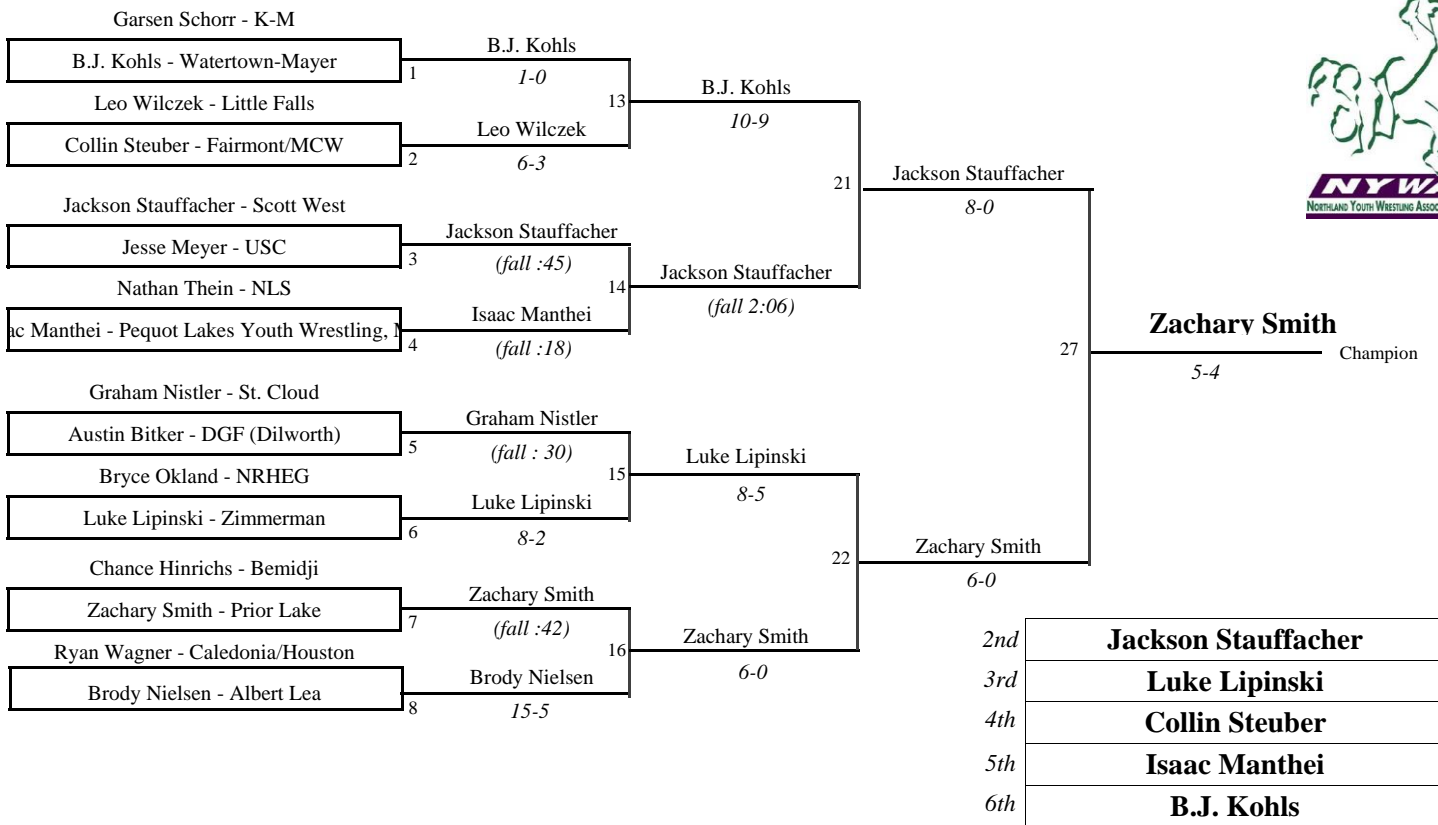 Garsen Schorr - K-M
B.J. Kohls - Watertown-Mayer
1
B.J. Kohls
1-0
Leo Wilczek - Little Falls
Collin Steuber - Fairmont/MCW
2
Leo Wilczek
6-3
13
B.J. Kohls
10-9
Jackson Stauffacher - Scott West
Jesse Meyer - USC
3
Jackson Stauffacher
(fall :45)
Nathan Thein - NLS
ac Manthei - Pequot Lakes Youth Wrestling,
4
Isaac Manthei
(fall :18)
14
Jackson Stauffacher
(fall 2:06)
21
Jackson Stauffacher
8-0
Graham Nistler - St. Cloud
Austin Bitker - DGF (Dilworth)
5
Graham Nistler
(fall : 30)
Bryce Okland - NRHEG
Luke Lipinski - Zimmerman
6
Luke Lipinski
8-2
15
Luke Lipinski
8-5
Chance Hinrichs - Bemidji
Zachary Smith - Prior Lake
7
Zachary Smith
(fall :42)
Ryan Wagner - Caledonia/Houston
Brody Nielsen - Albert Lea
8
Brody Nielsen
15-5
16
Zachary Smith
6-0
22
Zachary Smith
6-0
27
Zachary Smith
Champion
5-4
NYWA
NORTHLAND YOUTH WRESTLING ASSOC
2nd Jackson Stauffacher
3rd Luke Lipinski
4th Collin Steuber
5th Isaac Manthei
6th B.J. Kohls